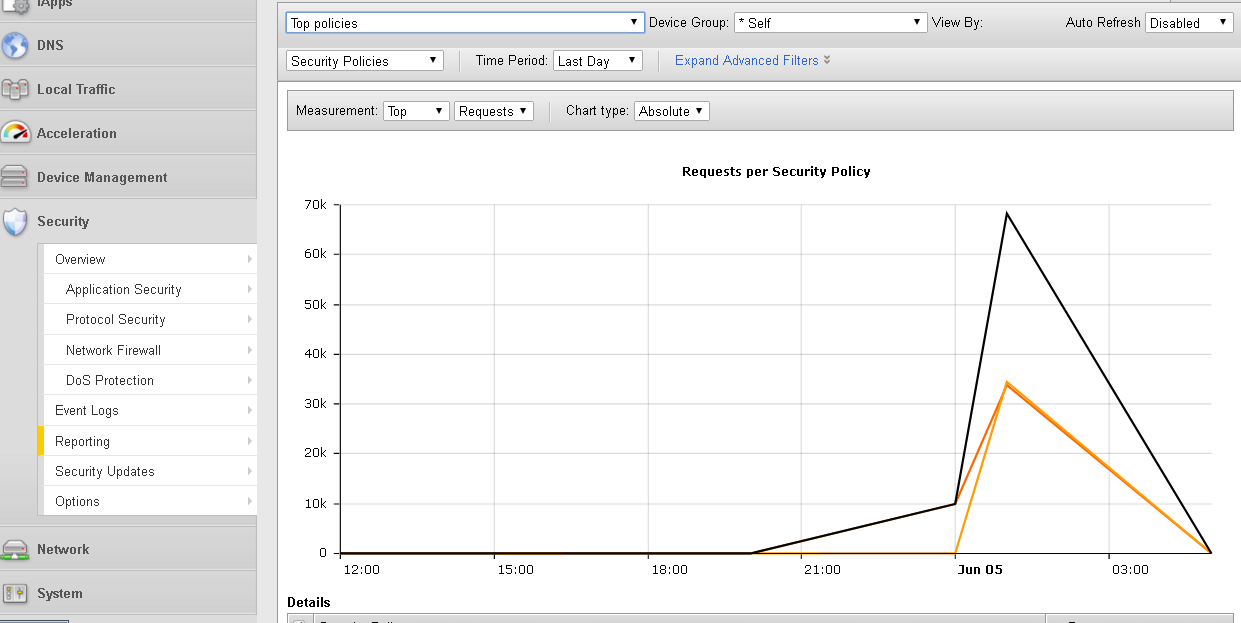 iApps
DNS
Local Traffic
Acceleration
Device Management
Security
Overview
Application Security
Protocol Security
Network Firewall
DoS Protection
Event Logs
Reporting
Security Updates
Options
Network
System
Top policies Device Group: * Self View By: Auto Refresh Disabled
Security Policies Time Period: Last Day Expand Advanced Filters
Measurement: Top Requests Chart type: Absolute
Requests per Security Policy
70k
60k
50k
40k
30k
20k
10k
0
12:00 15:00 18:00 21:00 Jun 05 03:00
Details